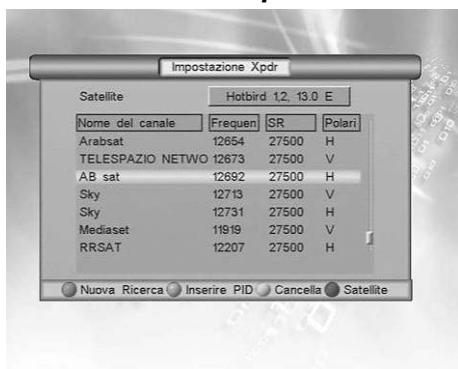 Impostazione Xpdr
Satellite Hotbird 1,2, 13.0 E
Nome del canale Frequen SR Polari
Arabsat 12654 27500 H
TELESPAZIO NETWO 12673 27500 V
AB sat 12692 27500 H
Sky 12713 27500 V
Sky 12731 27500 H
Mediaset 11919 27500 V
RRSAT 12207 27500 H
Nuova Ricerca Inserire PID Cancella Satellite